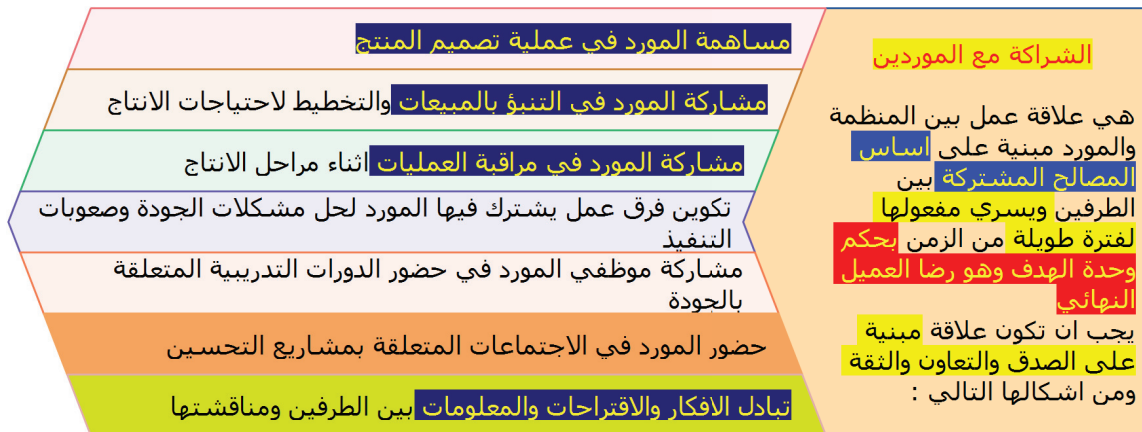 الشراكة مع الموردين
هي علاقة عمل بين المنظمة
والمورد مبنية على اساس
المصالح المشتركة بين
الطرفين ويسري مفعولها
لفترة طويلة من الزمن بحكم
وحدة الهدف وهو رضا العميل
النهائي
يجب ان تكون علاقة مبنية
على الصدق والتعاون والثقة
ومن اشكالها التالي :
مساهمة المورد في عملية تصميم المنتج
مشاركة المورد في التنبؤ بالمبيعات والتخطيط لاحتياجات الانتاج
مشاركة المورد في مراقبة العمليات اثناء مراحل الانتاج
تكوين فرق عمل يشترك فيها المورد لحل مشكلات الجودة وصعوبات
التنفيذ
مشاركة موظفي المورد في حضور الدورات التدريبية المتعلقة
بالجودة
حضور المورد في الاجتماعات المتعلقة بمشاريع التحسين
تبادل الافكار والاقتراحات والمعلومات بين الطرفين ومناقشتها